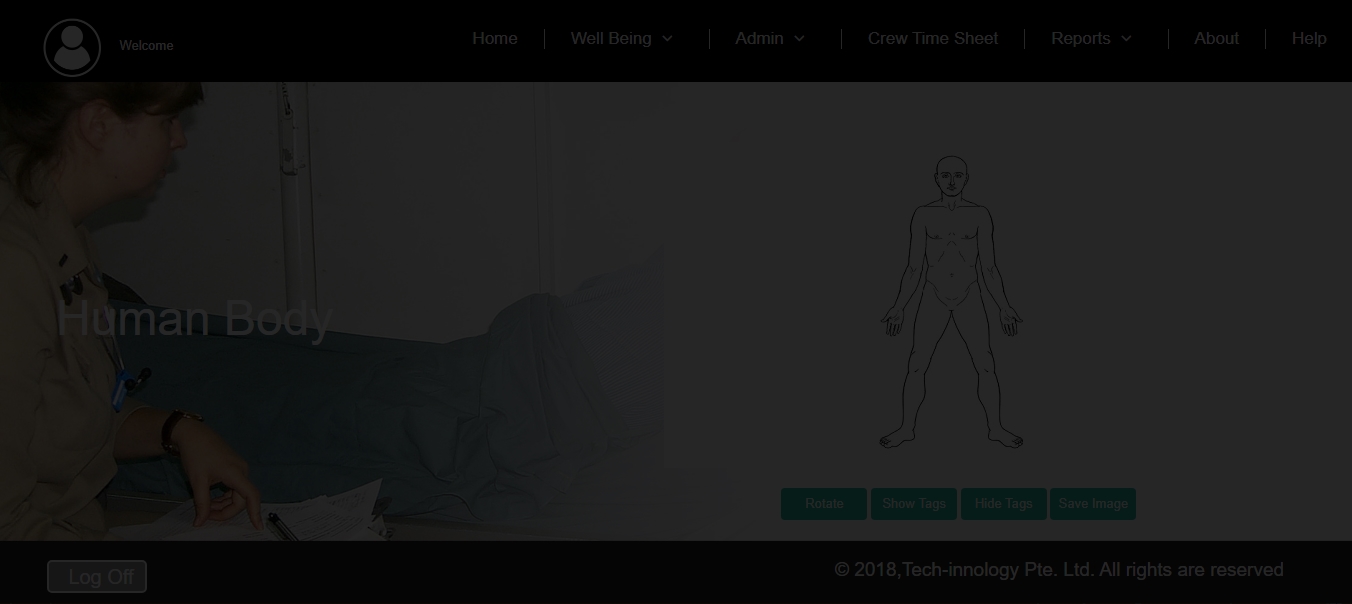 Welcome
Home
Well Being
Admin
Crew Time Sheet
Reports
About
Help
Human Body
Rotate
Show Tags
Hide Tags
Save Image
Log Off
© 2018,Tech-innology Pte. Ltd. All rights are reserved